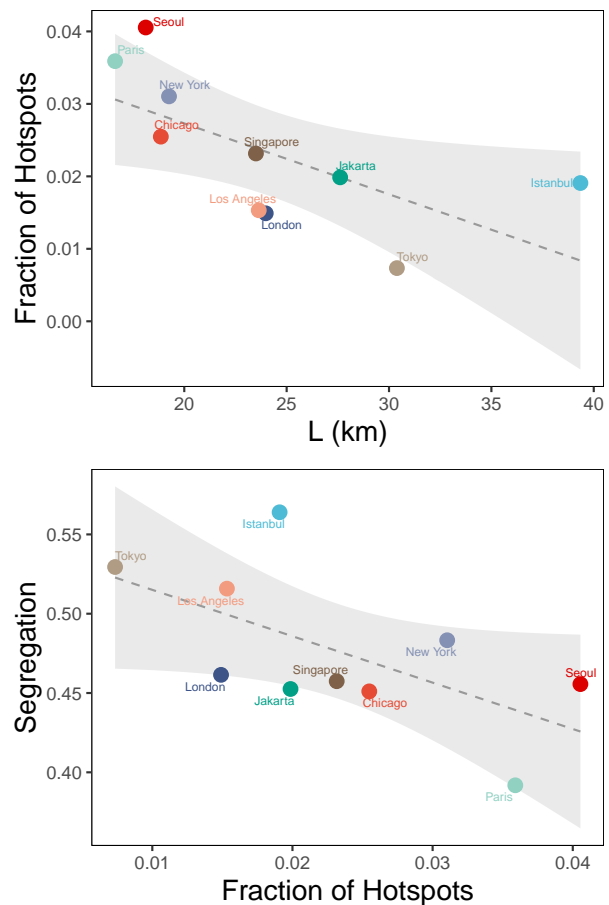 0.04
0.03
0.02
0.01
0.00
Fraction of Hotspots
Seoul
Paris
New York
Chicago
Singapore
Jakarta
Istanbul
Los Angeles
London
Tokyo
20
25
30
35
40
L (km)
0.55
0.50
0.45
0.40
Segregation
Istanbul
Tokyo
Los Angeles
New York
London
Singapore
Seoul
Jakarta
Chicago
Paris
0.01
0.02
0.03
0.04
Fraction of Hotspots